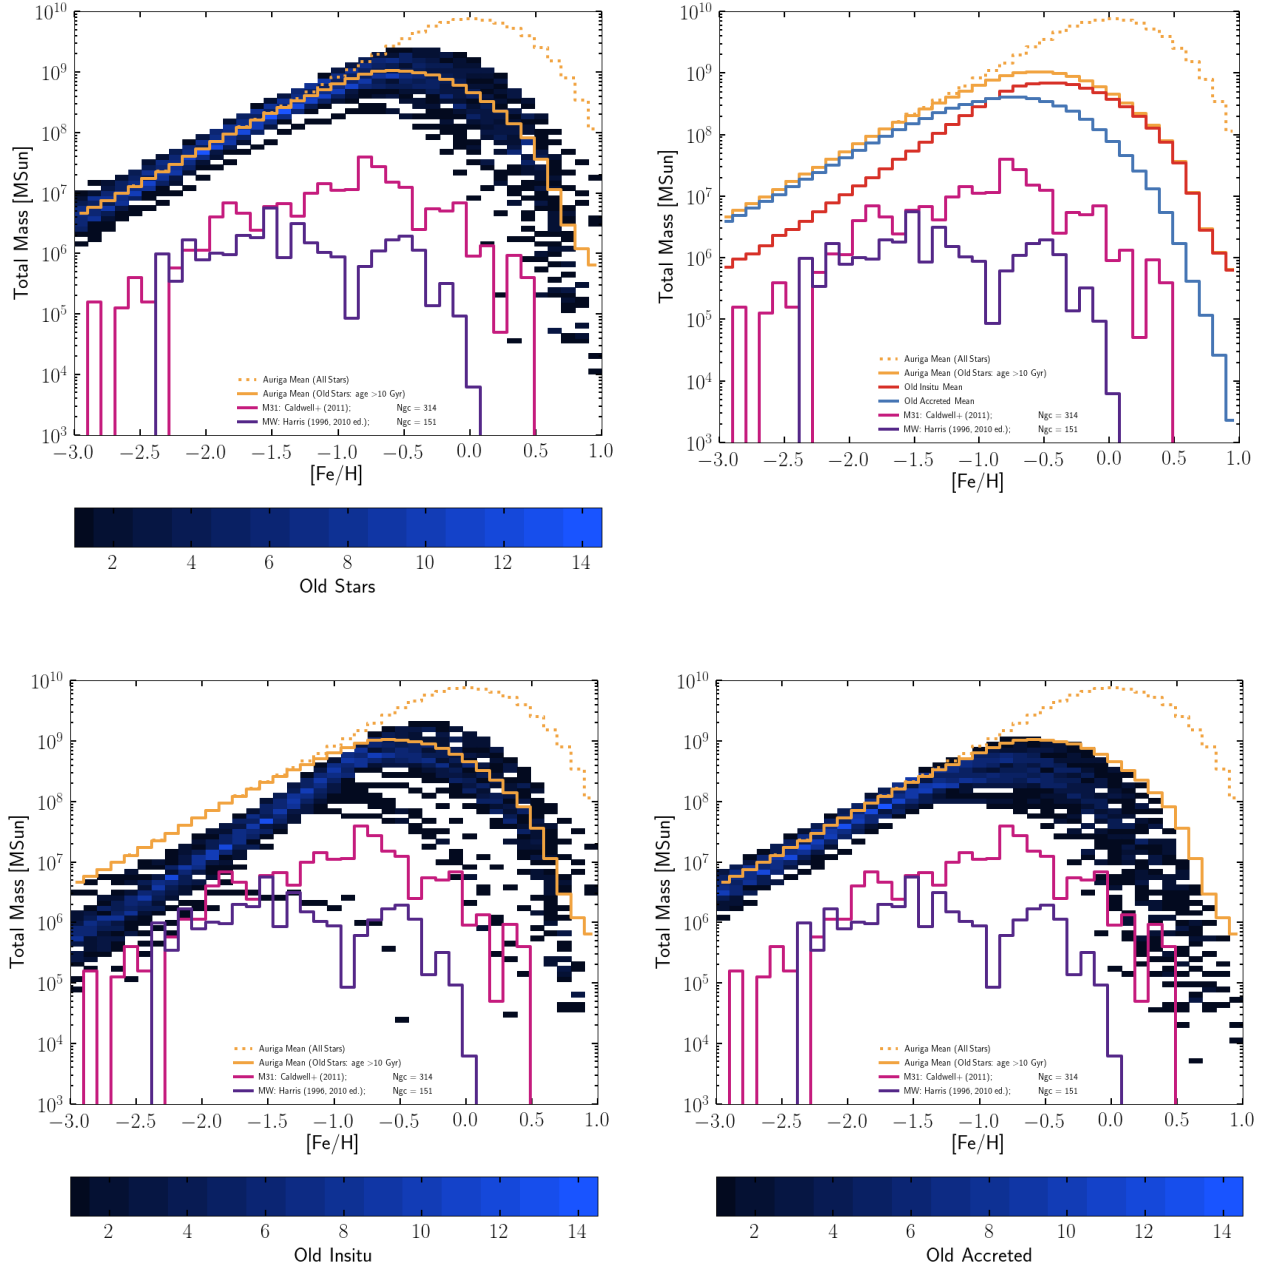 10^10
10^9
10^8
10^7
10^6
10^5
10^4
10^3
Total Mass [MSun]
Auriga Mean (All Stars)
Auriga Mean (Old Stars: age >10 Gyr)
M31: Caldwell+ (2011); Ngc = 314
MW: Harris (1996, 2010 ed.); Ngc = 151
−3.0 −2.5 −2.0 −1.5 −1.0 −0.5 0.0 0.5 1.0
[Fe/H]
2 4 6 8 10 12 14
Old Stars
10^10
10^9
10^8
10^7
10^6
10^5
10^4
10^3
Total Mass [MSun]
Auriga Mean (All Stars)
Auriga Mean (Old Stars: age >10 Gyr)
Old Insitu Mean
Old Accreted Mean
M31: Caldwell+ (2011); Ngc = 314
MW: Harris (1996, 2010 ed.); Ngc = 151
−3.0 −2.5 −2.0 −1.5 −1.0 −0.5 0.0 0.5 1.0
[Fe/H]
10^10
10^9
10^8
10^7
10^6
10^5
10^4
10^3
Total Mass [MSun]
Auriga Mean (All Stars)
Auriga Mean (Old Stars: age >10 Gyr)
M31: Caldwell+ (2011); Ngc = 314
MW: Harris (1996, 2010 ed.); Ngc = 151
−3.0 −2.5 −2.0 −1.5 −1.0 −0.5 0.0 0.5 1.0
[Fe/H]
2 4 6 8 10 12 14
Old Insitu
10^10
10^9
10^8
10^7
10^6
10^5
10^4
10^3
Total Mass [MSun]
Auriga Mean (All Stars)
Auriga Mean (Old Stars: age >10 Gyr)
M31: Caldwell+ (2011); Ngc = 314
MW: Harris (1996, 2010 ed.); Ngc = 151
−3.0 −2.5 −2.0 −1.5 −1.0 −0.5 0.0 0.5 1.0
[Fe/H]
2 4 6 8 10 12 14
Old Accreted